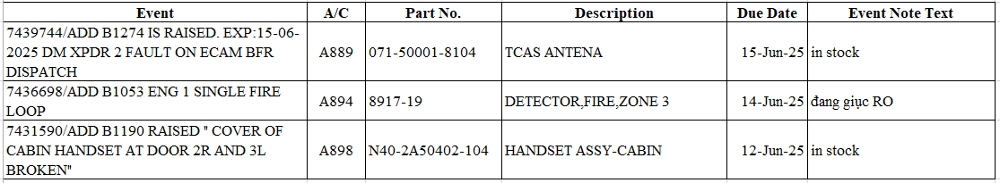 Event A/C Part No. Description Due Date Event Note Text
7439744/ADD B1274 IS RAISED. EXP:15-06-
2025 DM XPDR 2 FAULT ON ECAM BFR
DISPATCH
A889 071-50001-8104 TCAS ANTENA 15-Jun-25 in stock
7436698/ADD B1053 ENG 1 SINGLE FIRE
LOOP
A894 8917-19 DETECTOR,FIRE,ZONE 3 14-Jun-25 đang giục RO
7431590/ADD B1190 RAISED " COVER OF
CABIN HANDSET AT DOOR 2R AND 3L
BROKEN"
A898 N40-2A50402-104 HANDSET ASSY-CABIN 12-Jun-25 in stock